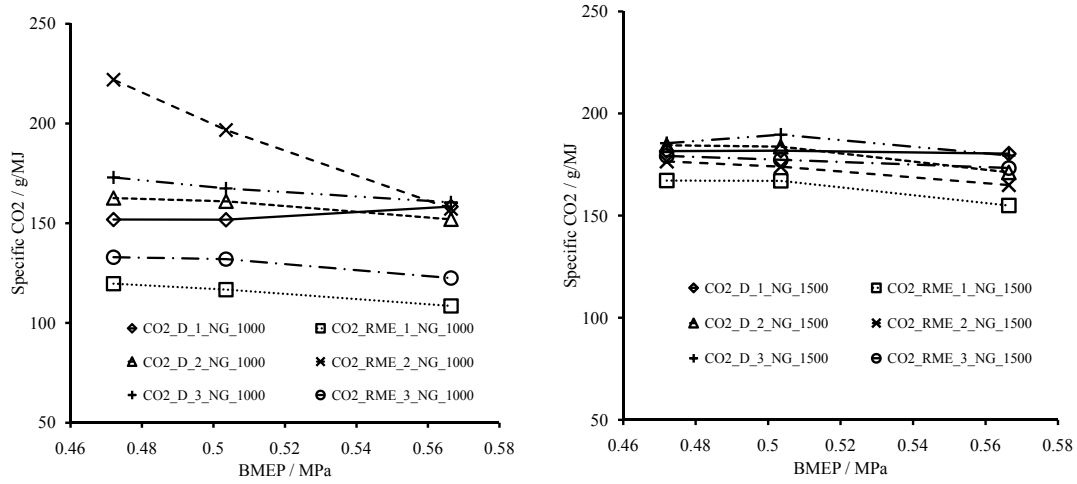 250
200
150
100
50
Specific CO2 / g/MJ
CO2_D_1_NG_1000 CO2_RME_1_NG_1000
CO2_D_2_NG_1000 CO2_RME_2_NG_1000
CO2_D_3_NG_1000 CO2_RME_3_NG_1000
0.46 0.48 0.5 0.52 0.54 0.56 0.58
BMEP / MPa
250
200
150
100
50
Specific CO2 / g/MJ
CO2_D_1_NG_1500 CO2_RME_1_NG_1500
CO2_D_2_NG_1500 CO2_RME_2_NG_1500
CO2_D_3_NG_1500 CO2_RME_3_NG_1500
0.46 0.48 0.5 0.52 0.54 0.56 0.58
BMEP / MPa